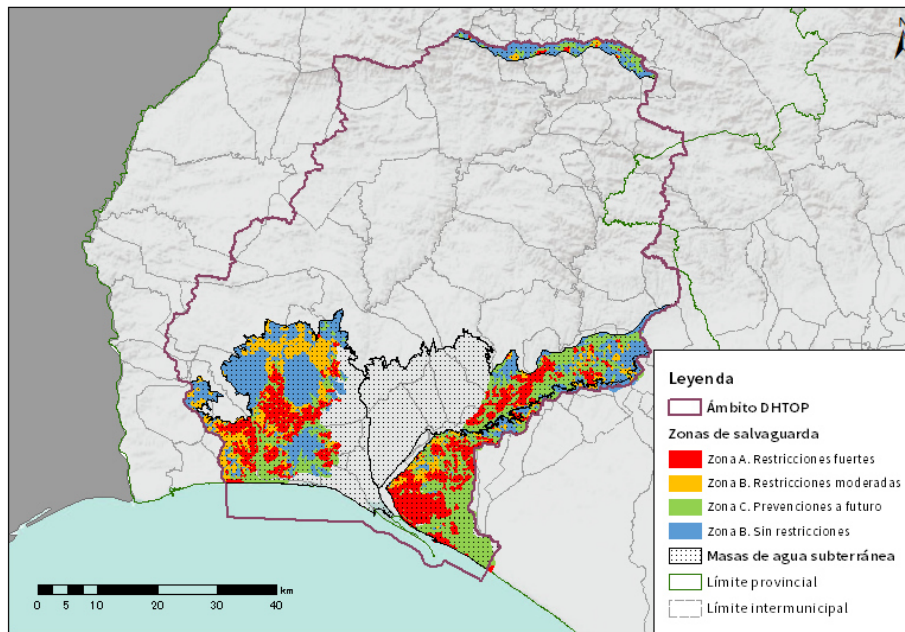 N
Leyenda
Ámbito DHTOP
Zonas de salvaguarda
Zona A. Restricciones fuertes
Zona B. Restricciones moderadas
Zona C. Prevenciones a futuro
Zona B. Sin restricciones
Masas de agua subterránea
Límite provincial
Límite intermunicipal
km
0 5 10 20 30 40